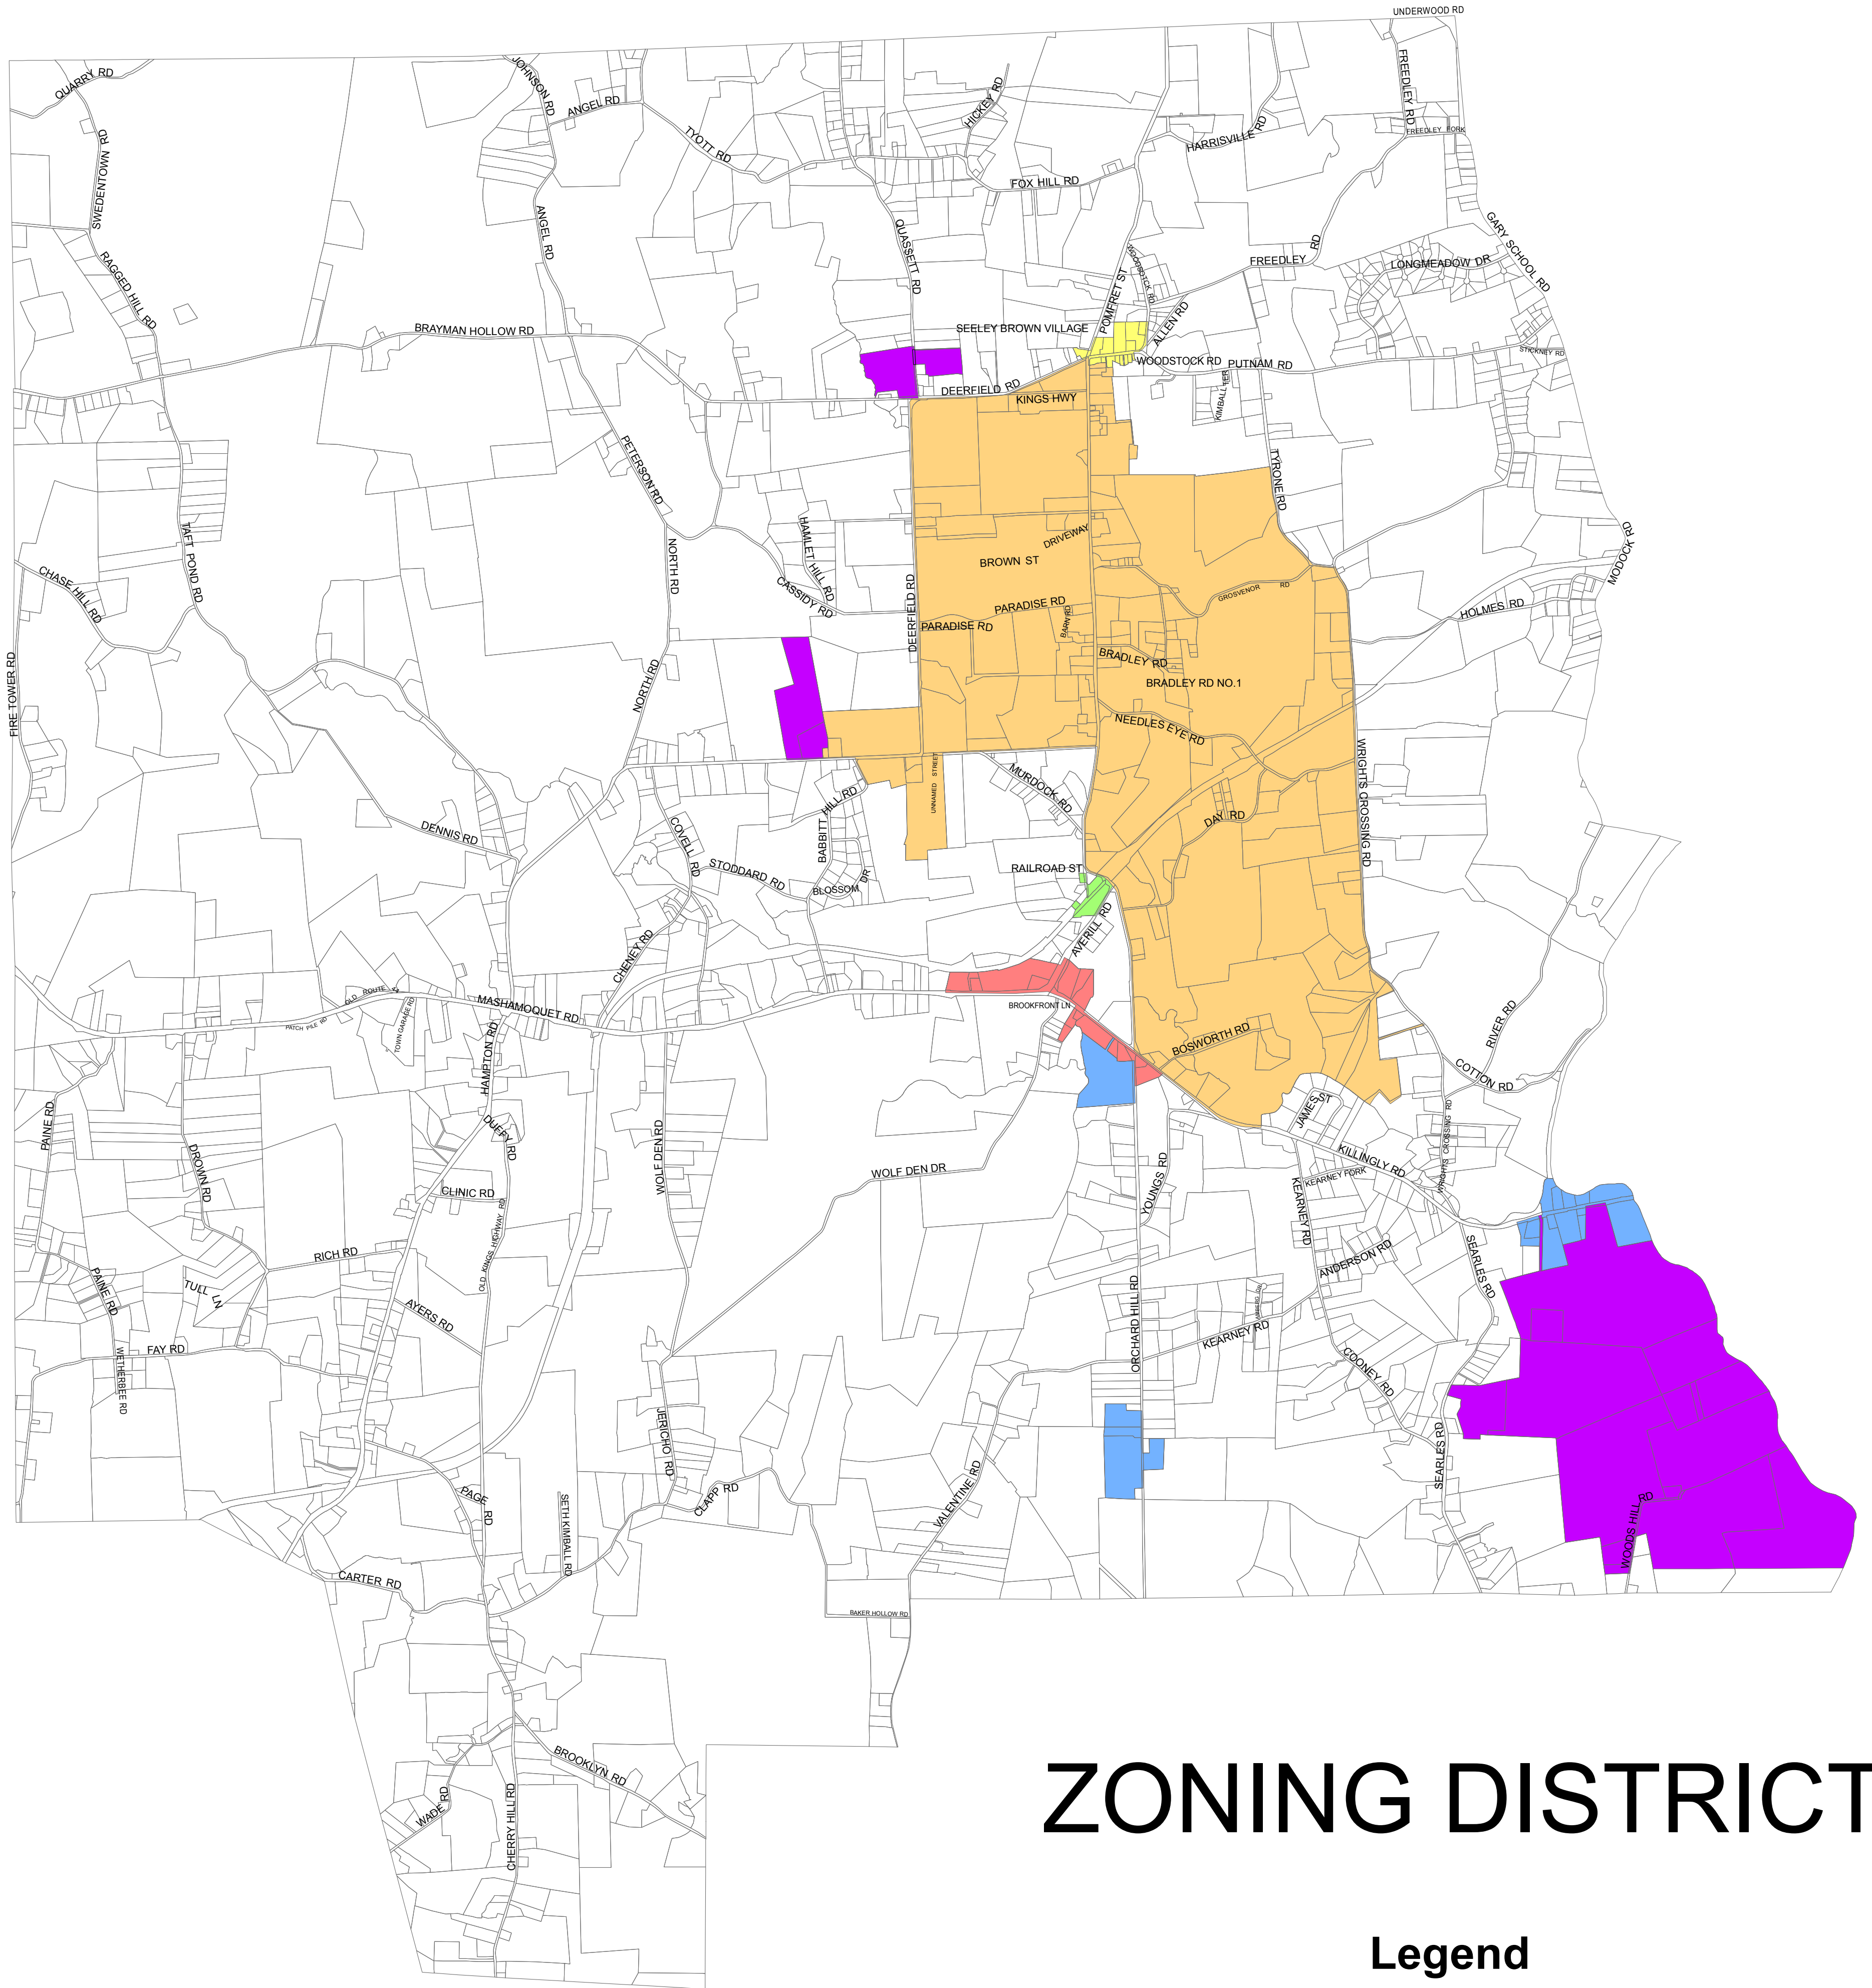 UNDERWOOD RD
QUARRY RD
JOHNSON RD
ANGEL RD
TYOTT RD
HICKEY RD
HARRISVILLE RD
FREEDLEY RD
FREEDLEY FORK
SWEDENTOWN RD
FOX HILL RD
ANGEL RD
QUASSETT RD
GARY SCHOOL RD
RAGGED HILL RD
POMFRET ST
WOODSOTCK RD
FREEDLEY RD
LONGMEADOW DR
BRAYMAN HOLLOW RD
SEELEY BROWN VILLAGE
ALLEN RD
WOODSTOCK RD
PUTNAM RD
STICKNEY RD
DEERFIELD RD
KINGS HWY
KIMBALL TER
PETERSON RD
TYRONE RD
TAFT POND RD
NORTH RD
HAMLET HILL RD
DRIVEWAY
BROWN ST
MODOCK RD
CHASE HILL RD
CASSIDY RD
DEERFIELD RD
GROSVENOR RD
PARADISE RD
PARADISE RD
BARN RD
HOLMES RD
FIRE TOWER RD
NORTH RD
BRADLEY RD
BRADLEY RD NO.1
NEEDLES EYE RD
WRIGHTS CROSSING RD
UNNAMED STREET
MURDOCK RD
DENNIS RD
COVELL RD
BABBITT HILL RD
DAY RD
STODDARD RD
BLOSSOM DR
RAILROAD ST
AVERILL RD
CHENEY RD
OLD ROUTE 44
MASHAMOQUET RD
PATCH PILE RD
TOWN GARAGE RD
BROOKFRONT LN
BOSWORTH RD
RIVER RD
HAMPTON RD
COTTON RD
PAINE RD
DUFFY RD
JAMES ST
WRIGHTS CROSSING RD
DROWN RD
WOLF DEN RD
WOLF DEN DR
YOUNGS RD
KILLINGLY RD
KEARNEY FORK
KEARNEY RD
CLINIC RD
OLD KINGS HIGHWAY RD
RICH RD
ANDERSON RD
SEARLES RD
PAINE RD
TULL LN
AYERS RD
ORCHARD HILL RD
KEARNEY RD
FAY RD
WETHERBEE RD
COONEY RD
JERICHO RD
SEARLES RD
CLAPP RD
VALENTINE RD
PAGE RD
SETH KIMBALL RD
WOODS HILL RD
CARTER RD
BAKER HOLLOW RD
BROOKLYN RD
WADE RD
CHERRY HILL RD
ZONING DISTRICT
Legend